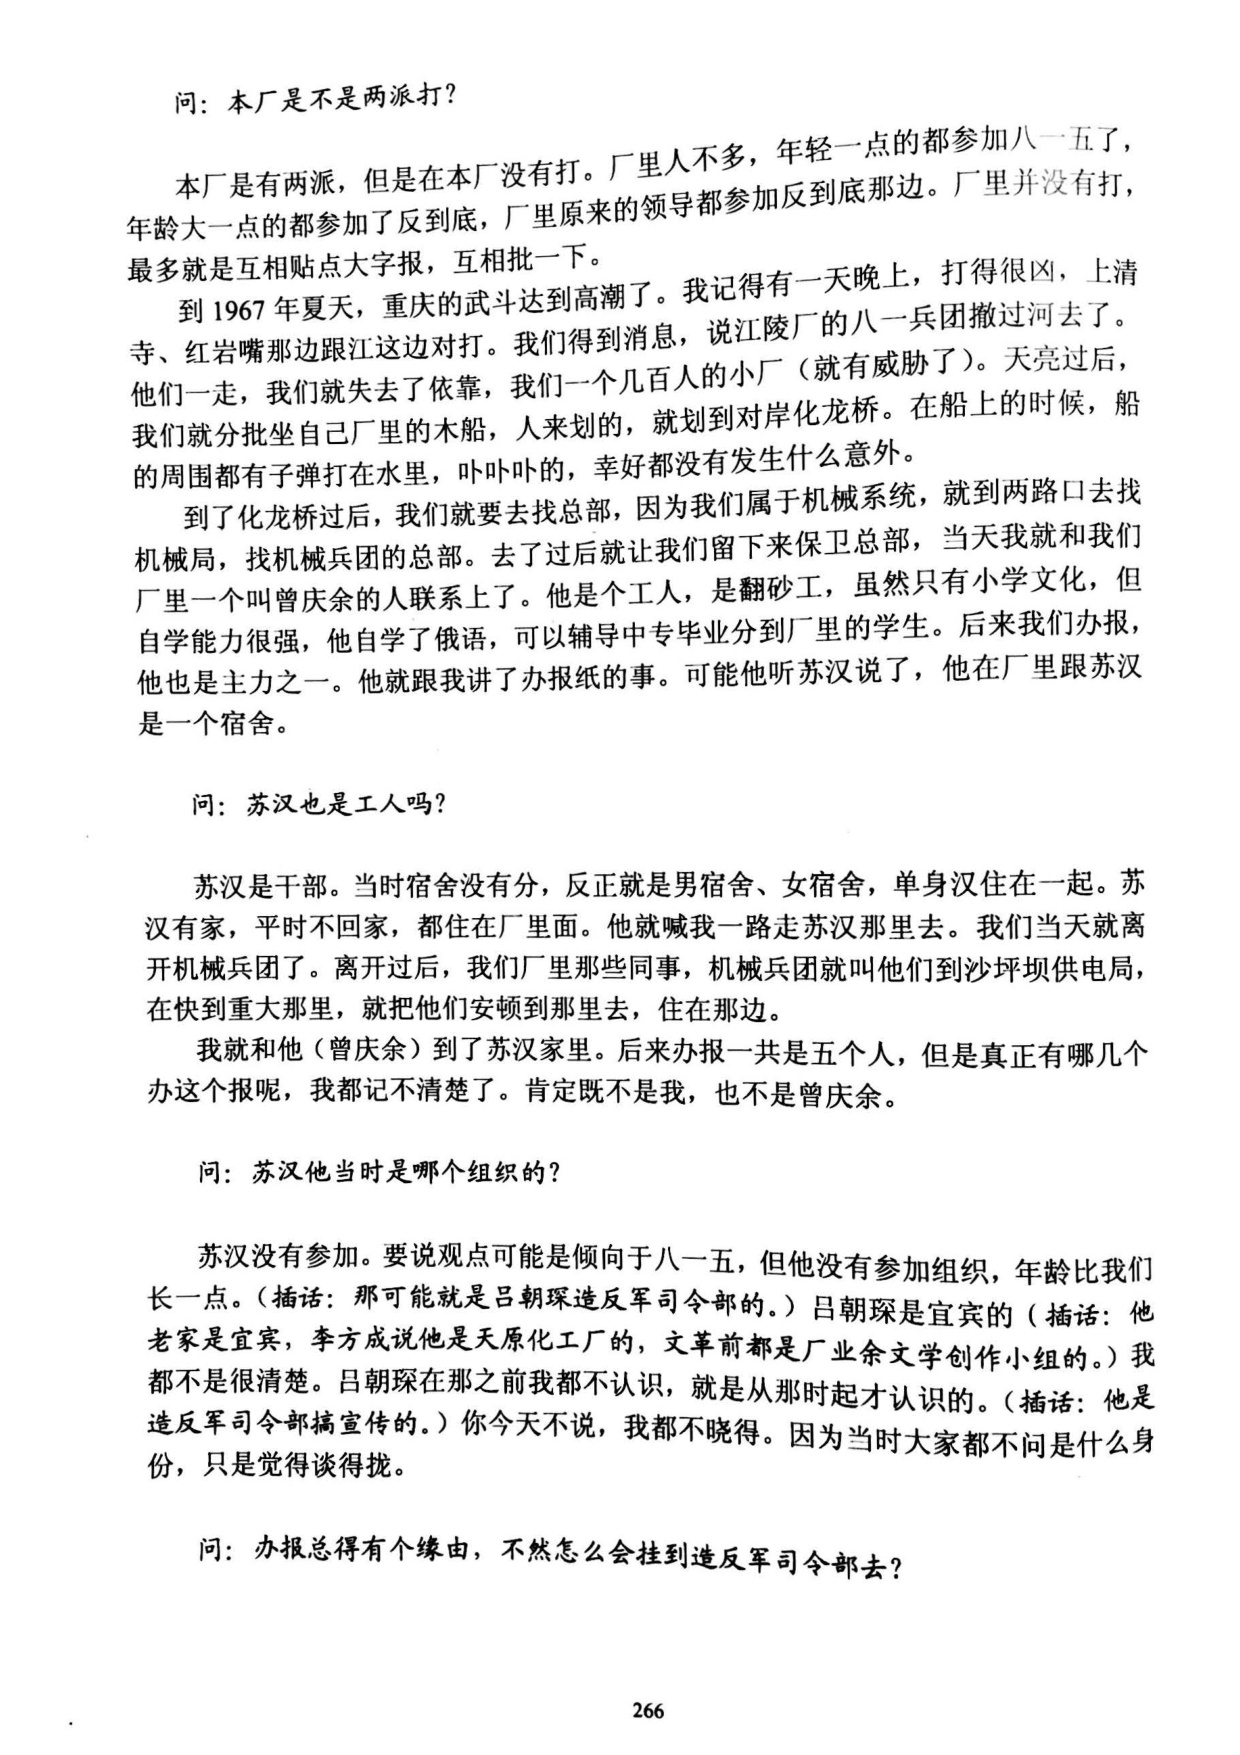 问：本厂是不是两派打？
本厂是有两派，但是在本厂没有打。厂里人不多，年轻一点的都参加八一五了，
年龄大一点的都参加了反到底，厂里原来的领导都参加反到底那边。厂里并没有打，
最多就是互相贴点大字报，互相批一下。
到 1967 年夏天，重庆的武斗达到高潮了。我记得有一天晚上，打得很凶，上清
寺、红岩嘴那边跟江这边对打。我们得到消息，说江陵厂的八一兵团撤过河去了。
他们一走，我们就失去了依靠，我们一个几百人的小厂（就有威胁了）。天亮过后，
我们就分批坐自己厂里的木船，人来划的，就划到对岸化龙桥。在船上的时候，船
的周围都有子弹打在水里，卟卟卟的，幸好都没有发生什么意外。
到了化龙桥过后，我们就要去找总部，因为我们属于机械系统，就到两路口去找
机械局，找机械兵团的总部。去了过后就让我们留下来保卫总部，当天我就和我们
厂里一个叫曾庆余的人联系上了。他是个工人，是翻砂工，虽然只有小学文化，但
自学能力很强，他自学了俄语，可以辅导中专毕业分到厂里的学生。后来我们办报，
他也是主力之一。他就跟我讲了办报纸的事。可能他听苏汉说了，他在厂里跟苏汉
是一个宿舍。
问：苏汉也是工人吗？
苏汉是干部。当时宿舍没有分，反正就是男宿舍、女宿舍，单身汉住在一起。苏
汉有家，平时不回家，都住在厂里面。他就喊我一路走苏汉那里去。我们当天就离
开机械兵团了。离开过后，我们厂里那些同事，机械兵团就叫他们到沙坪坝供电局，
在快到重大那里，就把他们安顿到那里去，住在那边。
我就和他（曾庆余）到了苏汉家里。后来办报一共是五个人，但是真正有哪几个
办这个报呢，我都记不清楚了。肯定既不是我，也不是曾庆余。
问：苏汉他当时是哪个组织的？
苏汉没有参加。要说观点可能是倾向于八一五，但他没有参加组织，年龄比我们
长一点。（插话：那可能就是吕朝琛造反军司令部的。）吕朝琛是宜宾的（插话：他
老家是宜宾，李方成说他是天原化工厂的，文革前都是厂业余文学创作小组的。）我
都不是很清楚。吕朝琛在那之前我都不认识，就是从那时起才认识的。（插话：他是
造反军司令部搞宣传的。）你今天不说，我都不晓得。因为当时大家都不问是什么身
份，只是觉得谈得拢。
问：办报总得有个缘由，不然怎么会挂到造反军司令部去？
266